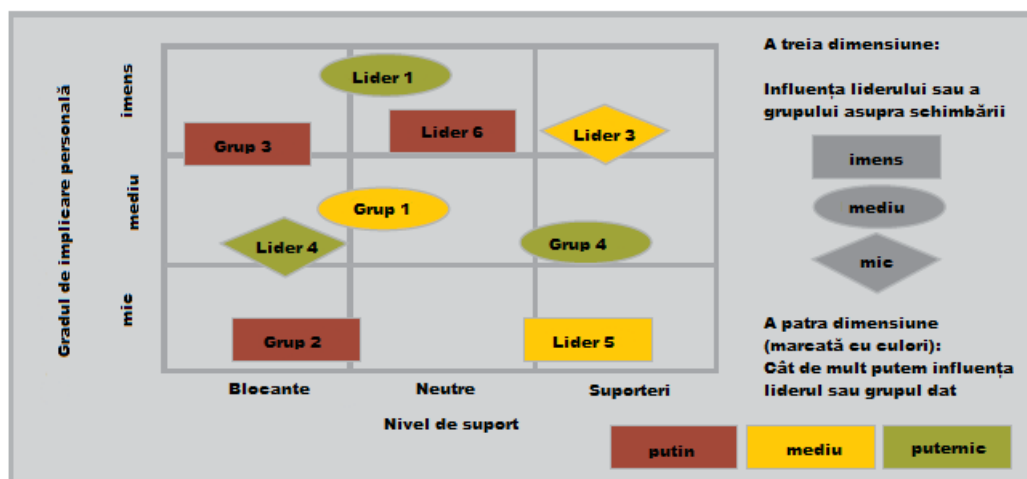 Gradul de implicare personală
imens
mediu
mic
Lider 1
Grup 3
Lider 6
Lider 3
Grup 1
Lider 4
Grup 4
Grup 2
Lider 5
Blocante
Neutre
Suporteri
Nivel de suport
A treia dimensiune:
Influența liderului sau a
grupului asupra schimbării
imens
mediu
mic
A patra dimensiune
(marcată cu culori):
Cât de mult putem influența
liderul sau grupul dat
putin
mediu
puternic